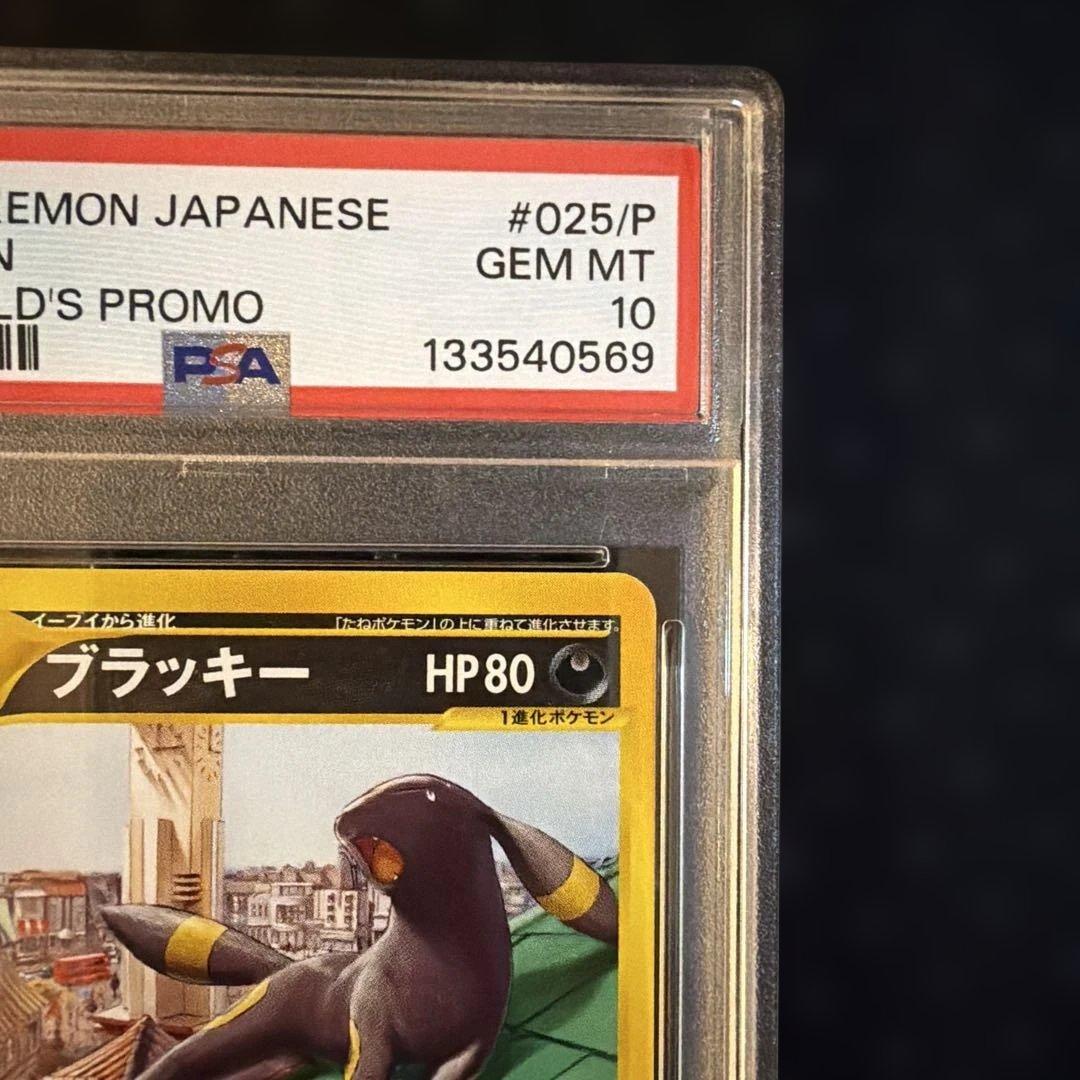 KEMON JAPANESE #025/P
N GEM MT
LD'S PROMO 10
PSA 133540569
イーブイから進化 「たねポケモン」の上に重ねて進化させます。
ブラッキー HP80
1進化ポケモン